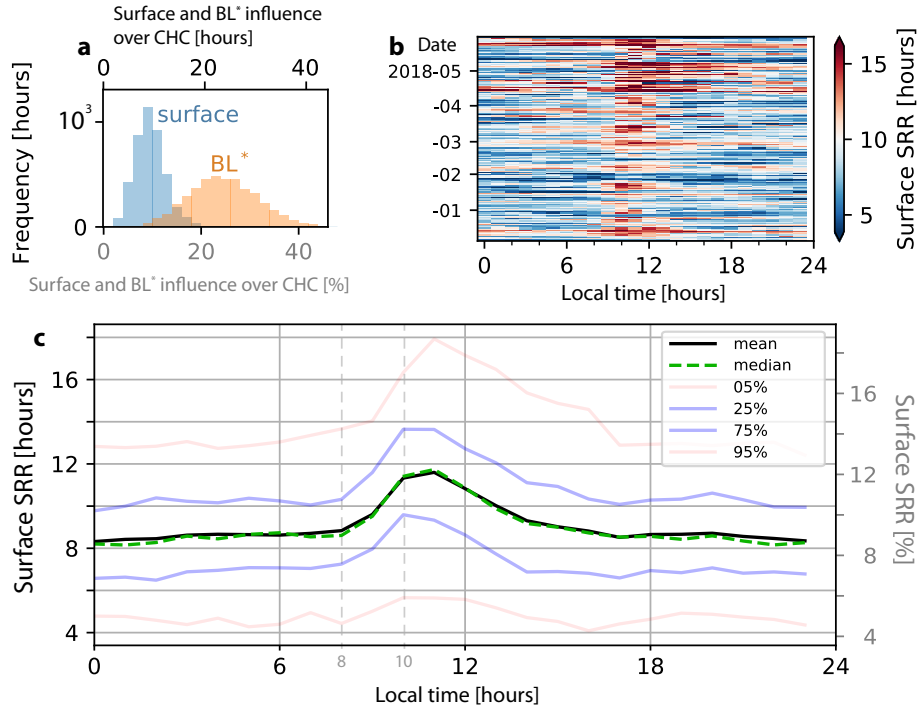 Surface and BL* influence
over CHC [hours]
a
0 20 40
Frequency [hours]
10³
0
surface
BL*
0 20 40
Surface and BL* influence over CHC [%]
b
Date
2018-05
-04
-03
-02
-01
0 6 12 18 24
Local time [hours]
15
10
5
Surface SRR [hours]
c
Surface SRR [hours]
16
12
8
4
0 6 8 10 12 18 24
Local time [hours]
mean
median
05%
25%
75%
95%
16
12
8
4
Surface SRR
[%]